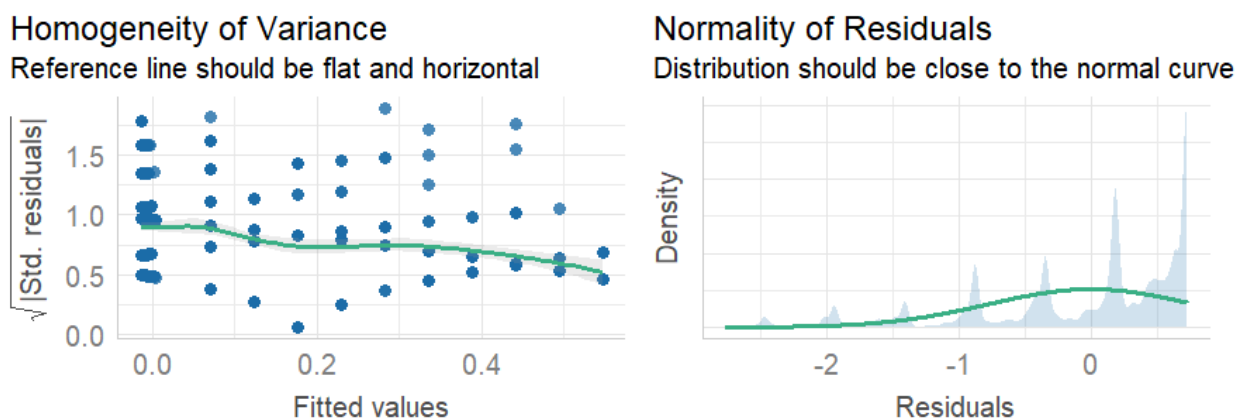 Homogeneity of Variance
Reference line should be flat and horizontal
√|Std. residuals|
1.5
1.0
0.5
0.0
0.0 0.2 0.4
Fitted values
Normality of Residuals
Distribution should be close to the normal curve
Density
-2 -1 0
Residuals